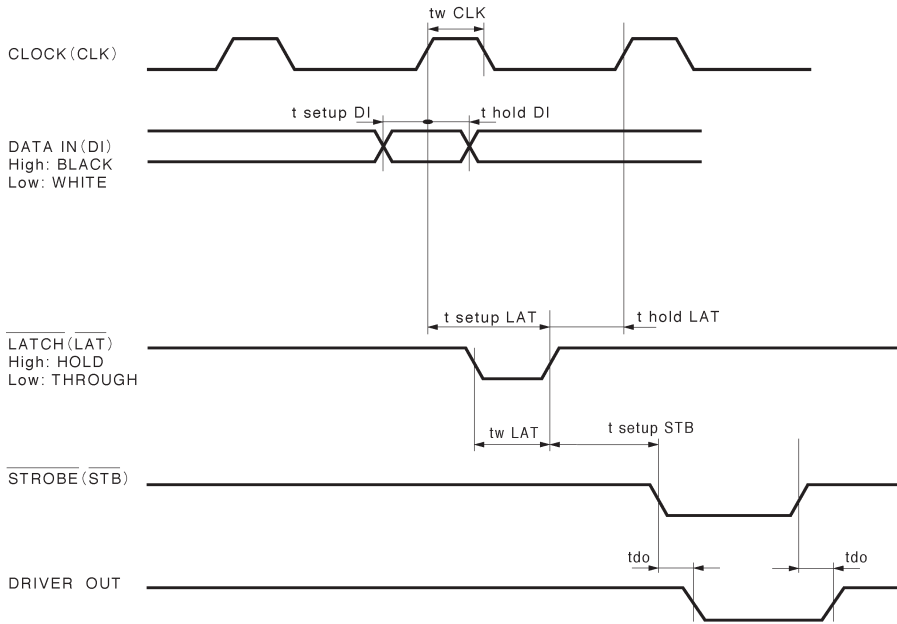 tw CLK
CLOCK(CLK)
t setup DI
t hold DI
DATA IN(DI)
High: BLACK
Low: WHITE
t setup LAT
t hold LAT
LATCH(LAT)
High: HOLD
Low: THROUGH
tw LAT
t setup STB
STROBE(STB)
tdo
tdo
DRIVER OUT